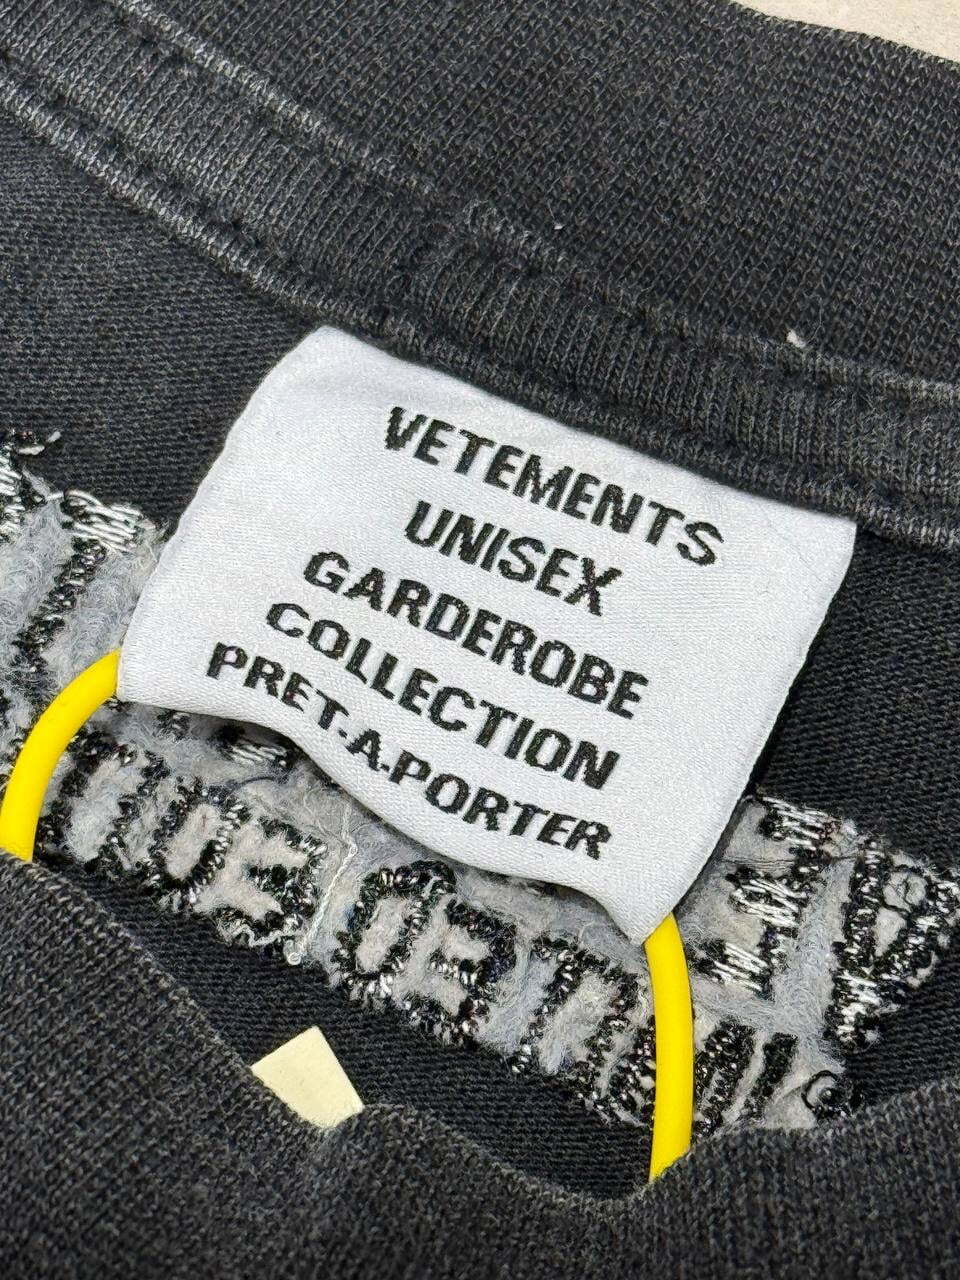 VETEMENTS
UNISEX
GARDEROBE
COLLECTION
PRET-A-PORTER